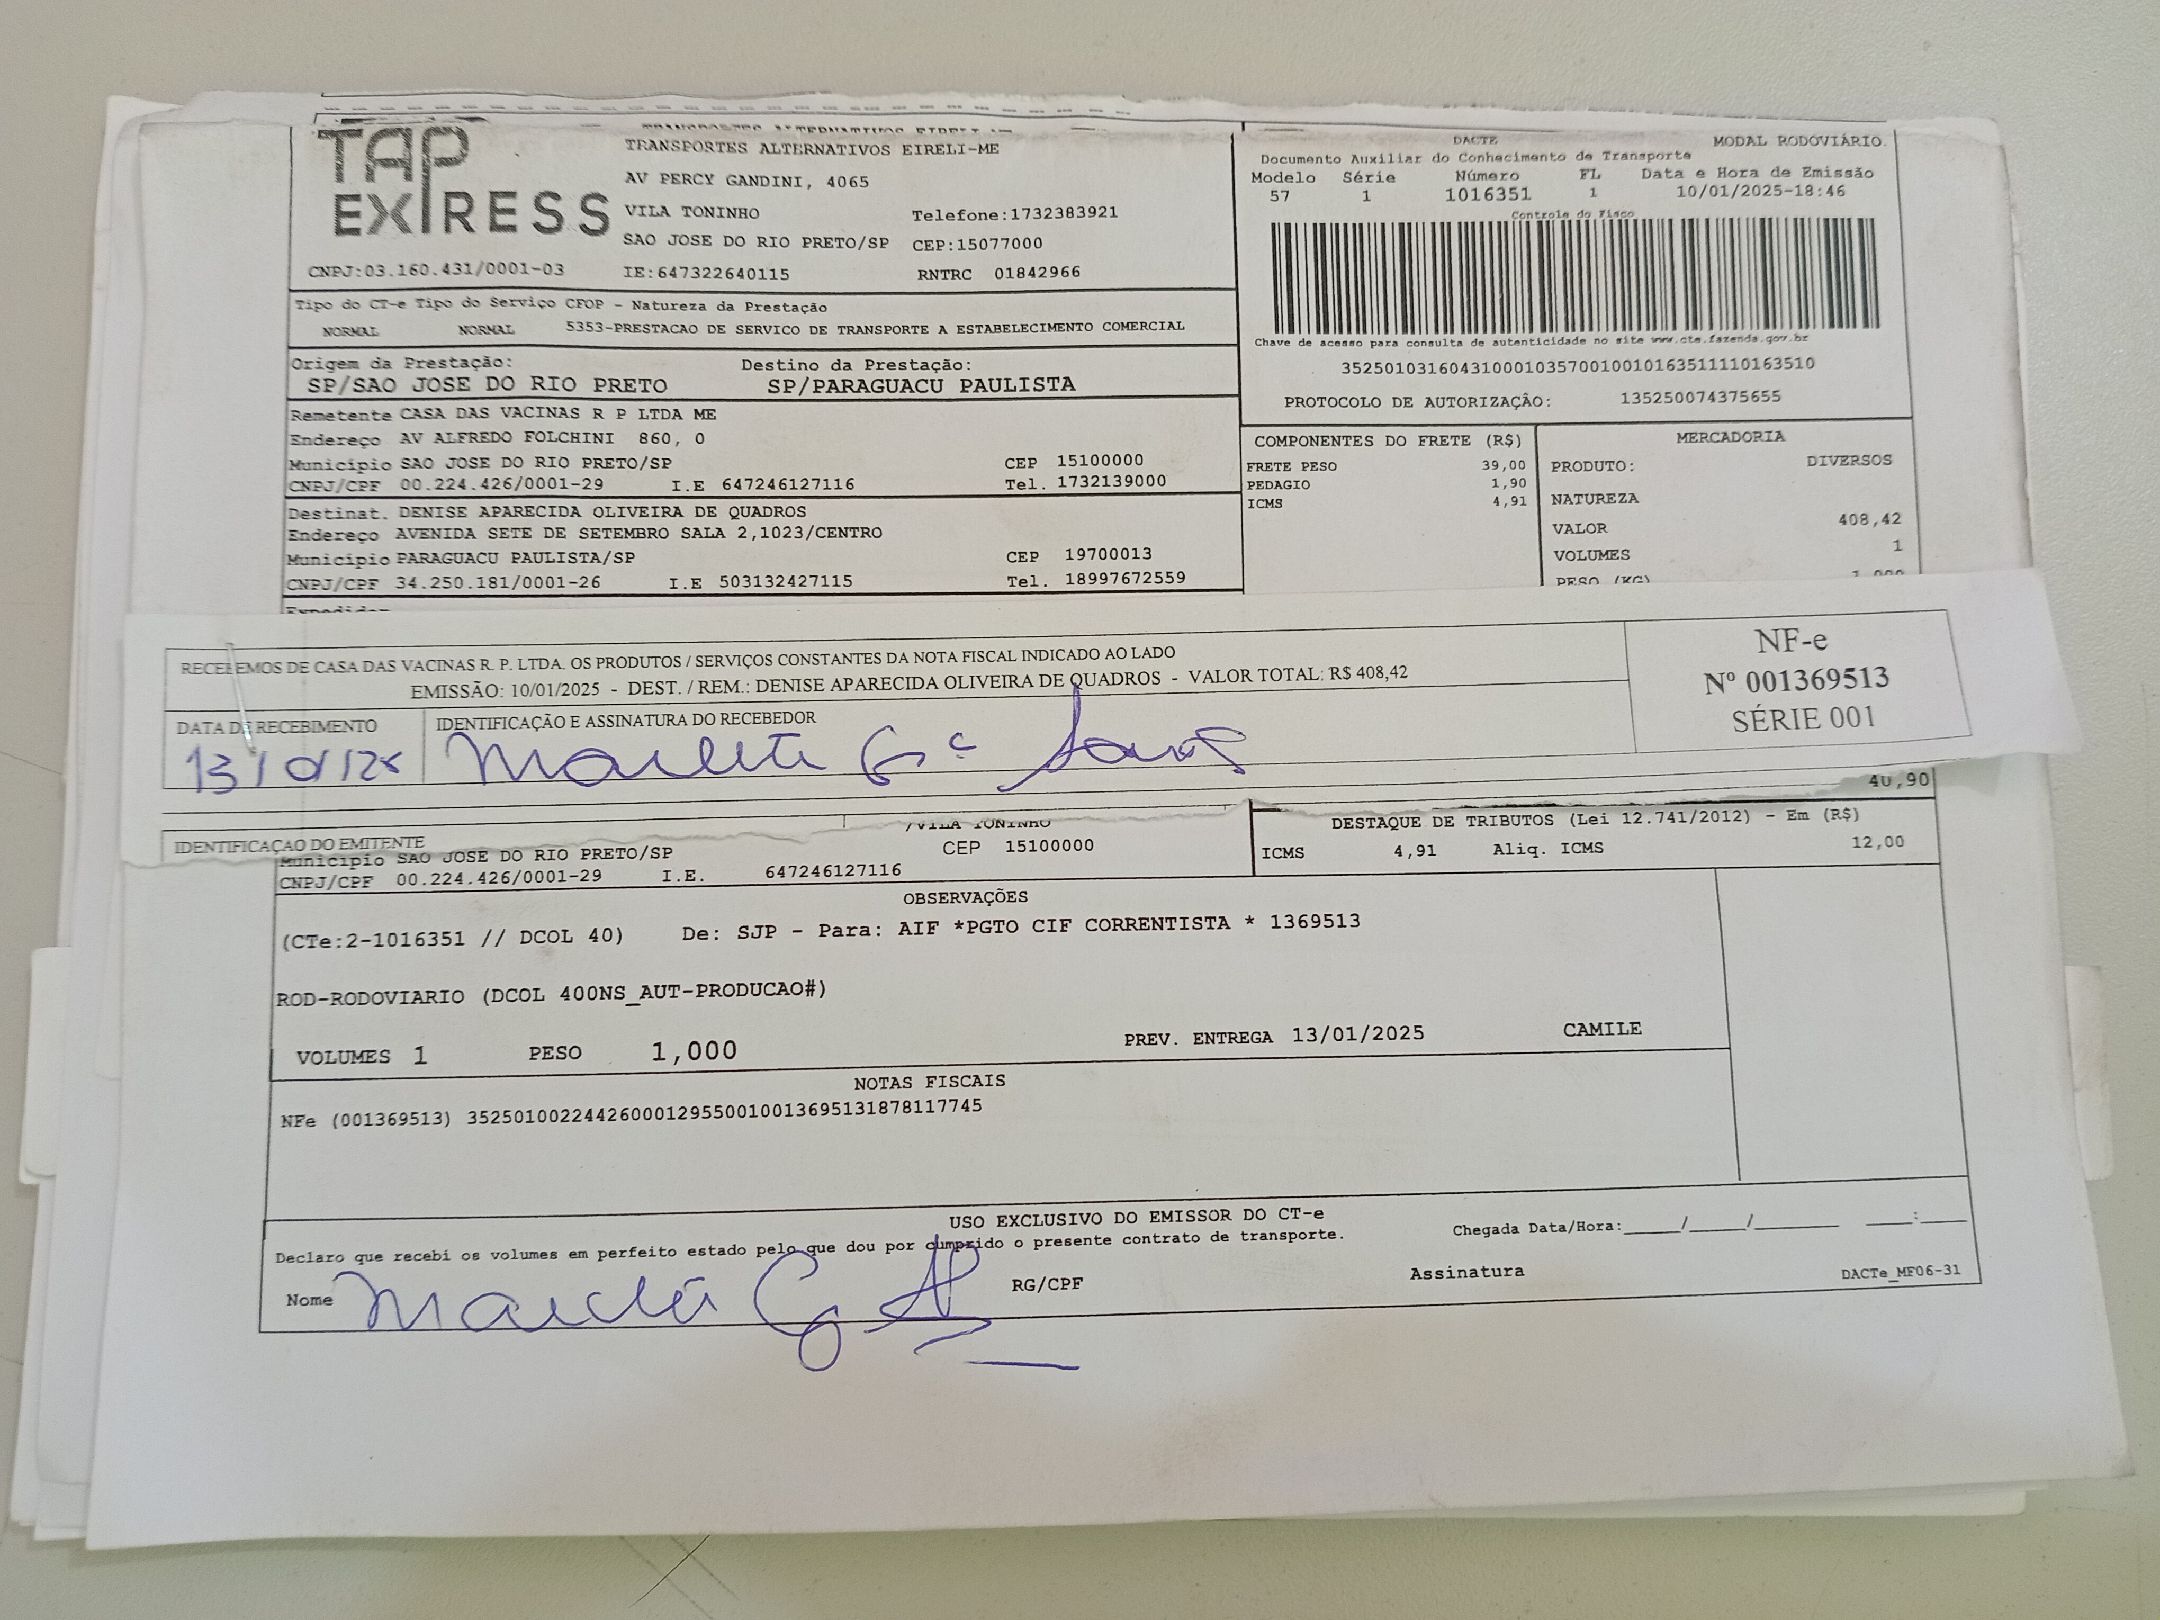 TAP
EXPRESS
TRANSPORTES ALTERNATIVOS EIRELI-ME
AV PERCY GANDINI, 4065
VILA TONINHO Telefone:1732383921
SAO JOSE DO RIO PRETO/SP CEP:15077000
CNPJ:03.160.431/0001-03 IE:647322640115 RNTRC 01842966
DACTE MODAL RODOVIÁRIO.
Documento Auxiliar do Conhecimento de Transporte
Modelo Série Número FL Data e Hora de Emissão
57 1 1016351 1 10/01/2025-18:46
Controle do Fisco
Chave de acesso para consulta de autenticidade no site www.cte.fazenda.gov.br
35250103160431000103570010010163511110163510
PROTOCOLO DE AUTORIZAÇÃO: 135250074375655
Tipo do CT-e Tipo do Serviço CFOP - Natureza da Prestação
NORMAL NORMAL 5353-PRESTACAO DE SERVICO DE TRANSPORTE A ESTABELECIMENTO COMERCIAL
Origem da Prestação: Destino da Prestação:
SP/SAO JOSE DO RIO PRETO SP/PARAGUACU PAULISTA
Remetente CASA DAS VACINAS R P LTDA ME
Endereço AV ALFREDO FOLCHINI 860, 0
Município SAO JOSE DO RIO PRETO/SP CEP 15100000
CNPJ/CPF 00.224.426/0001-29 I.E 647246127116 Tel. 1732139000
Destinat. DENISE APARECIDA OLIVEIRA DE QUADROS
Endereço AVENIDA SETE DE SETEMBRO SALA 2,1023/CENTRO
Município PARAGUACU PAULISTA/SP CEP 19700013
CNPJ/CPF 34.250.181/0001-26 I.E 503132427115 Tel. 18997672559
COMPONENTES DO FRETE (R$)
FRETE PESO 39,00
PEDAGIO 1,90
ICMS 4,91
MERCADORIA
PRODUTO: DIVERSOS
NATUREZA
VALOR 408,42
VOLUMES 1
PESO (KG) 1,000
RECEBEMOS DE CASA DAS VACINAS R. P. LTDA. OS PRODUTOS / SERVIÇOS CONSTANTES DA NOTA FISCAL INDICADO AO LADO
EMISSÃO: 10/01/2025 - DEST. / REM.: DENISE APARECIDA OLIVEIRA DE QUADROS - VALOR TOTAL: R$ 408,42
NF-e
Nº 001369513
SÉRIE 001
DATA DE RECEBIMENTO IDENTIFICAÇÃO E ASSINATURA DO RECEBEDOR
13/01/25
40,90
IDENTIFICAÇAO DO EMITENTE
/VILA TONINHO
Município SAO JOSE DO RIO PRETO/SP CEP 15100000
CNPJ/CPF 00.224.426/0001-29 I.E. 647246127116
DESTAQUE DE TRIBUTOS (Lei 12.741/2012) - Em (R$)
ICMS 4,91 Aliq. ICMS 12,00
OBSERVAÇÕES
(CTe:2-1016351 // DCOL 40) De: SJP - Para: AIF *PGTO CIF CORRENTISTA * 1369513
ROD-RODOVIARIO (DCOL 400NS_AUT-PRODUCAO#)
VOLUMES 1 PESO 1,000 PREV. ENTREGA 13/01/2025 CAMILE
NOTAS FISCAIS
NFe (001369513) 35250100224426000129550010013695131878117745
USO EXCLUSIVO DO EMISSOR DO CT-e
Declaro que recebi os volumes em perfeito estado pelo que dou por cumprido o presente contrato de transporte. Chegada Data/Hora:_____/_____/_______ ____:____
Nome RG/CPF Assinatura DACTe_MF06-31